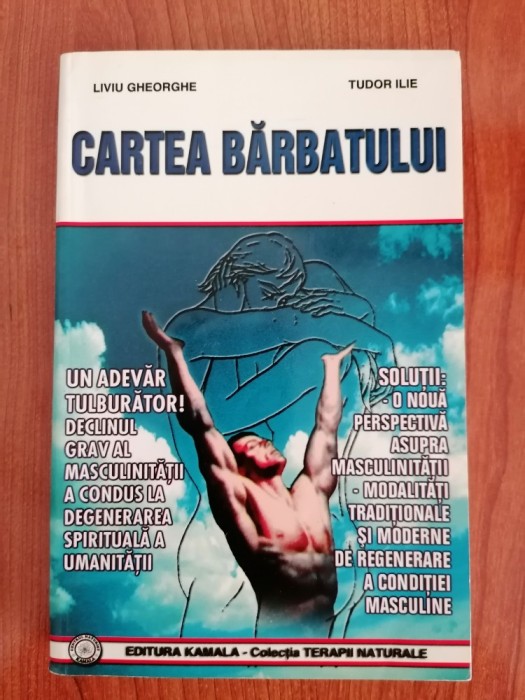 LIVIU GHEORGHE
TUDOR ILIE
CARTEA BĂRBATULUI
UN ADEVĂR
TULBURĂTOR!
DECLINUL
GRAV AL
MASCULINITĂȚII
A CONDUS LA
DEGENERAREA
SPIRITUALĂ A
UMANITĂȚII
SOLUȚII:
- O NOUĂ
PERSPECTIVĂ
ASUPRA
MASCULINITĂȚII
- MODALITĂȚI
TRADIȚIONALE
ȘI MODERNE
DE REGENERARE
A CONDIȚIEI
MASCULINE
EDITURA KAMALA - Colecția TERAPII NATURALE